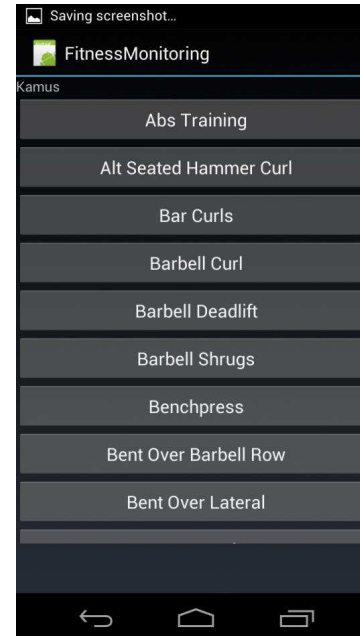 Saving screenshot...
FitnessMonitoring
Kamus
Abs Training
Alt Seated Hammer Curl
Bar Curls
Barbell Curl
Barbell Deadlift
Barbell Shrugs
Benchpress
Bent Over Barbell Row
Bent Over Lateral